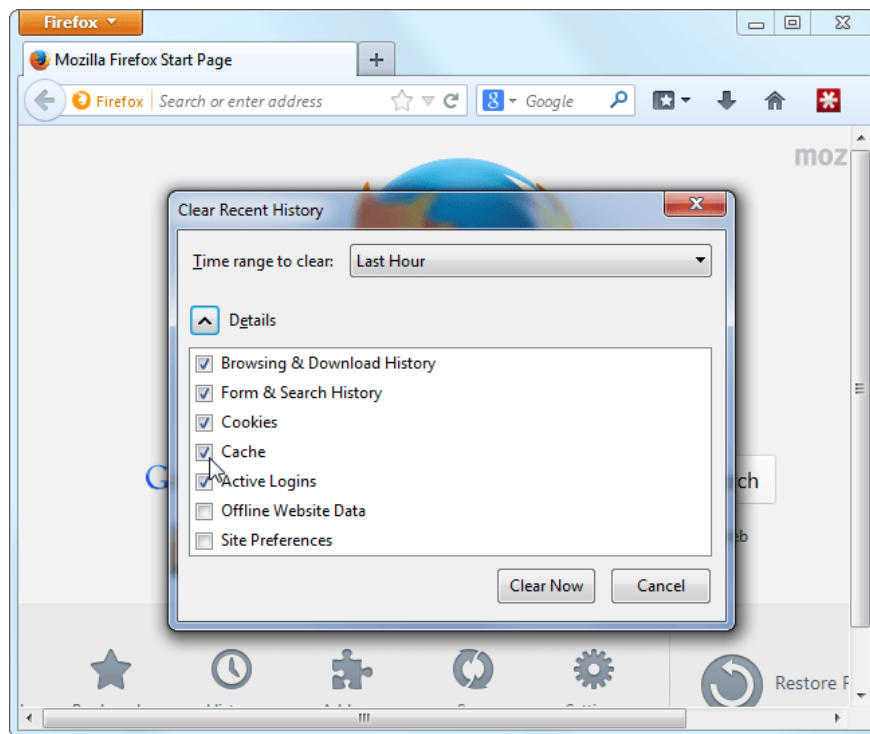 Firefox
Mozilla Firefox Start Page
Firefox Search or enter address Google
moz
Clear Recent History
Time range to clear: Last Hour
Details
Browsing & Download History
Form & Search History
Cookies
Cache
Active Logins
Offline Website Data
Site Preferences
Clear Now Cancel
Restore